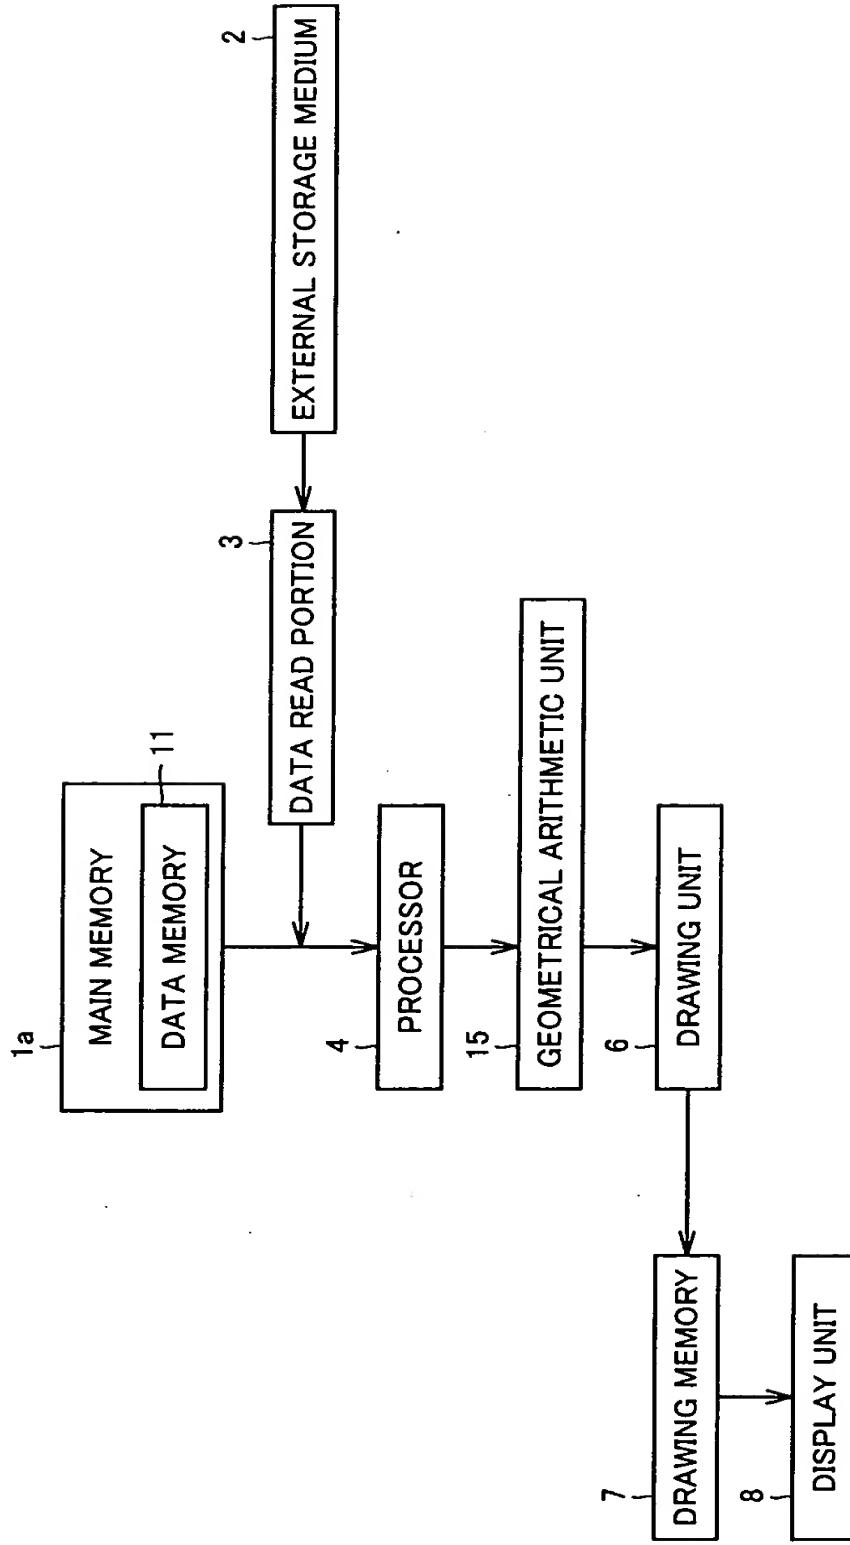 1a
MAIN MEMORY
11
DATA MEMORY
2
EXTERNAL STORAGE MEDIUM
3
DATA READ PORTION
4
PROCESSOR
15
GEOMETRICAL ARITHMETIC UNIT
6
DRAWING UNIT
7
DRAWING MEMORY
8
DISPLAY UNIT